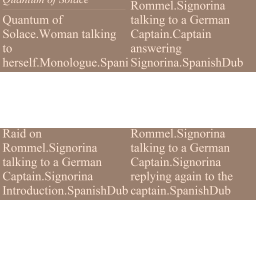 Quantum of Solace
Quantum of
Solace.Woman talking
to
herself.Monologue.Spani
Rommel.Signorina
talking to a German
Captain.Captain
answering
Signorina.SpanishDub
Raid on
Rommel.Signorina
talking to a German
Captain.Signorina
Introduction.SpanishDub
Rommel.Signorina
talking to a German
Captain.Signorina
replying again to the
captain.SpanishDub